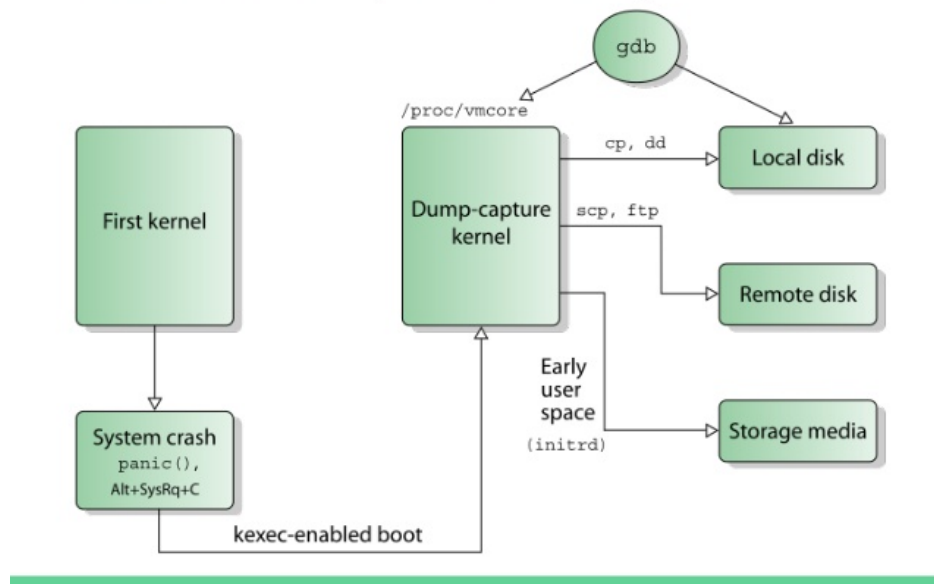 gdb
/proc/vmcore
First kernel
Dump-capture
kernel
cp, dd
Local disk
scp, ftp
Remote disk
Early
user
space
(initrd)
Storage media
System crash
panic(),
Alt+SysRq+C
kexec-enabled boot